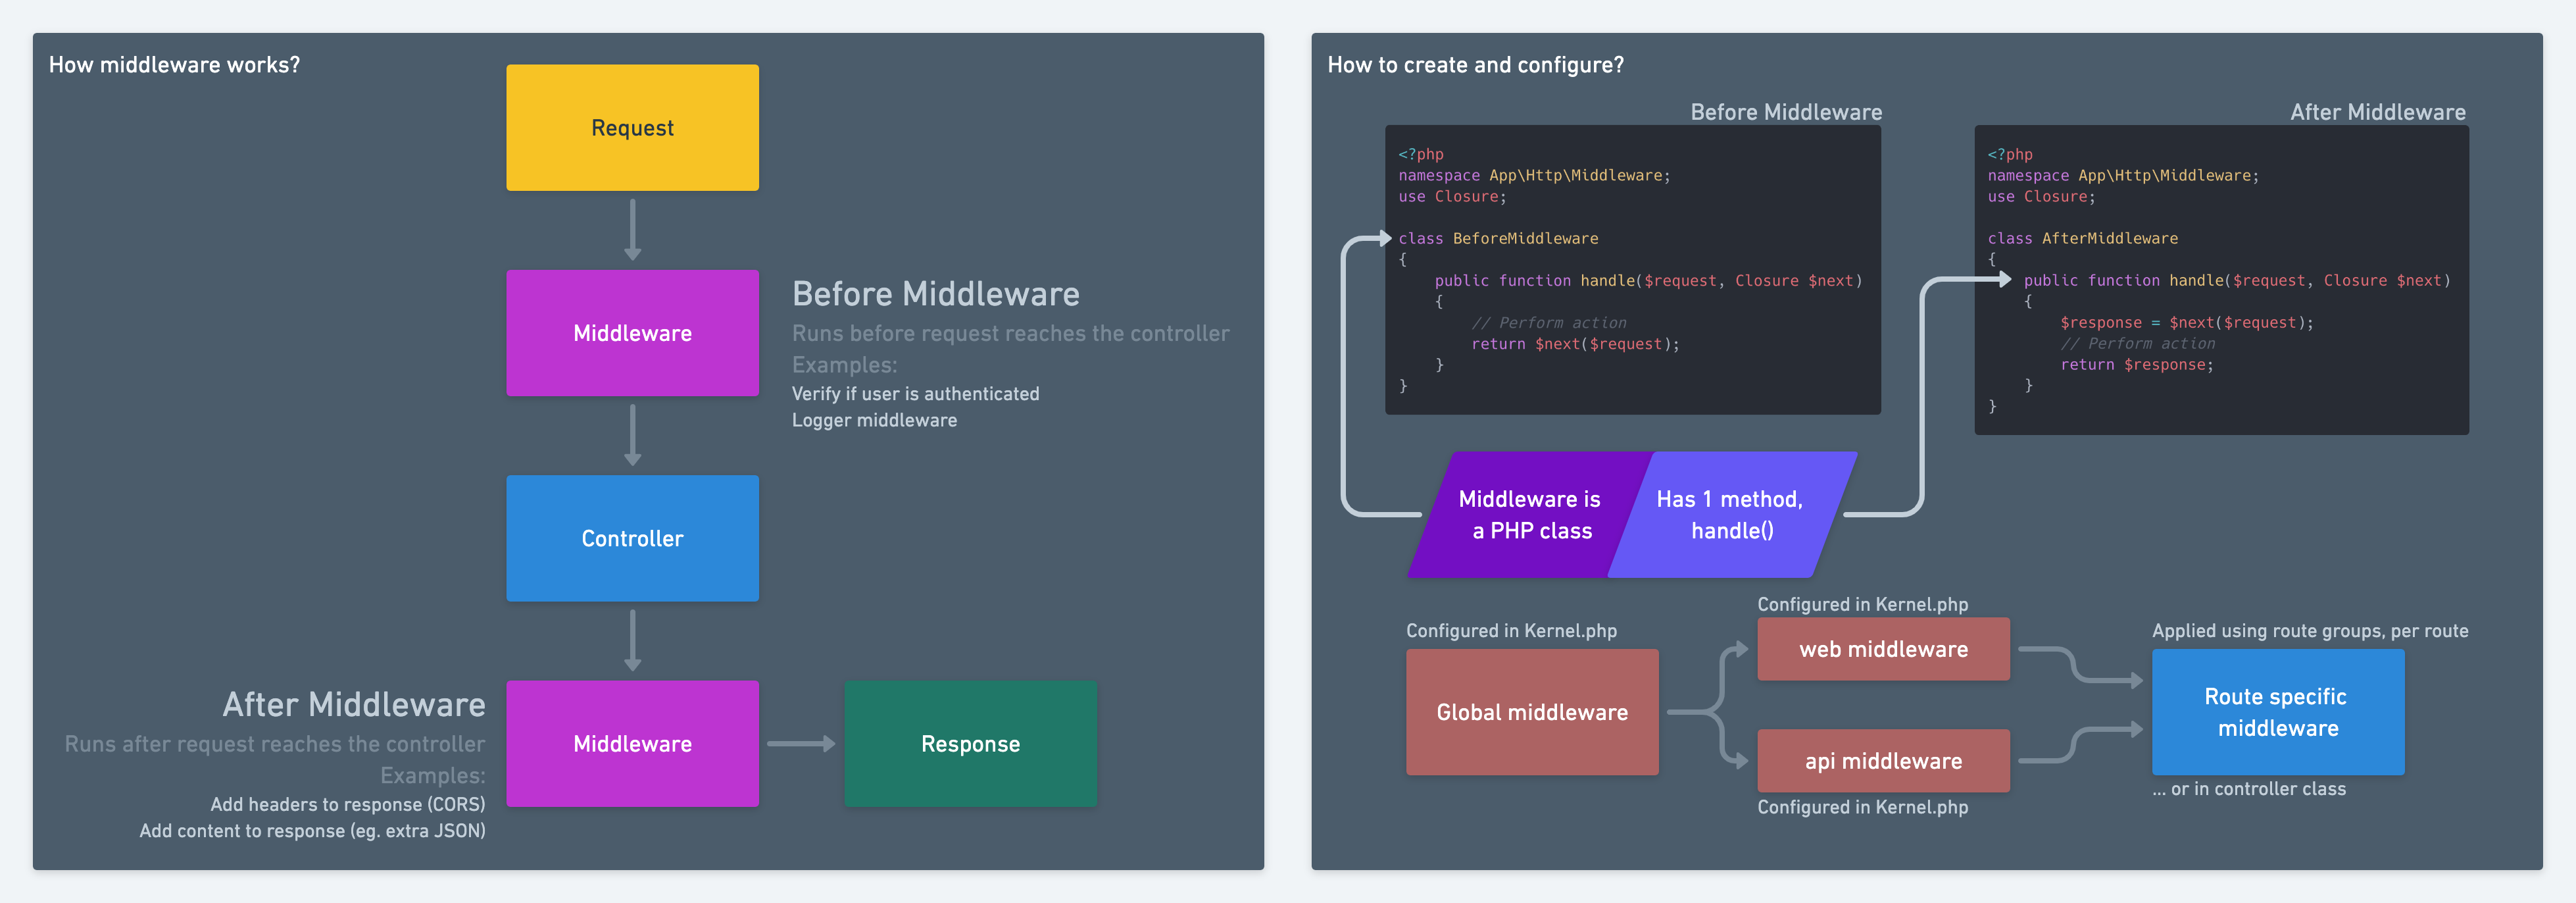 How middleware works?
Request
Middleware
Before Middleware
Runs before request reaches the controller
Examples:
Verify if user is authenticated
Logger middleware
Controller
After Middleware
Runs after request reaches the controller
Examples:
Add headers to response (CORS)
Add content to response (eg. extra JSON)
Middleware
Response
How to create and configure?
Before Middleware
<?php
namespace App\Http\Middleware;
use Closure;
class BeforeMiddleware
{
    public function handle($request, Closure $next)
    {
        // Perform action
        return $next($request);
    }
}
After Middleware
<?php
namespace App\Http\Middleware;
use Closure;
class AfterMiddleware
{
    public function handle($request, Closure $next)
    {
        $response = $next($request);
        // Perform action
        return $response;
    }
}
Middleware is
a PHP class
Has 1 method,
handle()
Configured in Kernel.php
Global middleware
Configured in Kernel.php
web middleware
api middleware
Configured in Kernel.php
Applied using route groups, per route
Route specific
middleware
... or in controller class